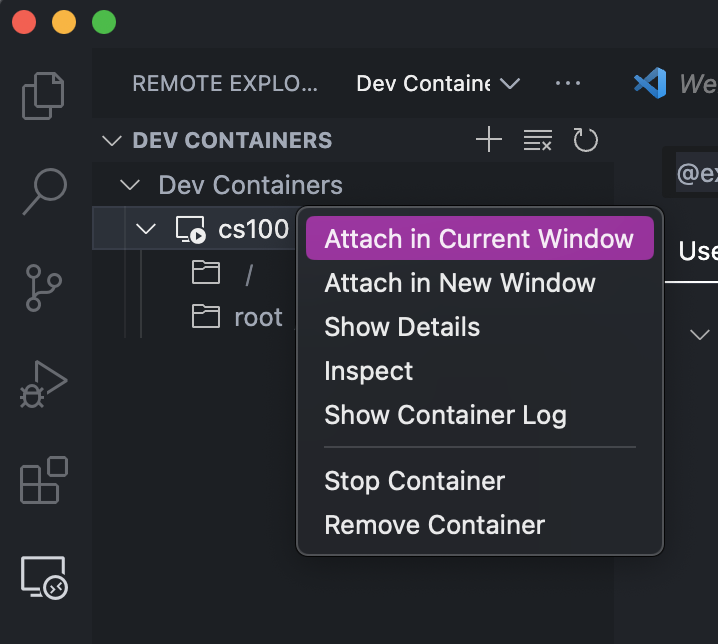 REMOTE EXPLO... Dev Containe
DEV CONTAINERS
Dev Containers
cs100
/
root
Attach in Current Window
Attach in New Window
Show Details
Inspect
Show Container Log
Stop Container
Remove Container
We
@ex
Use